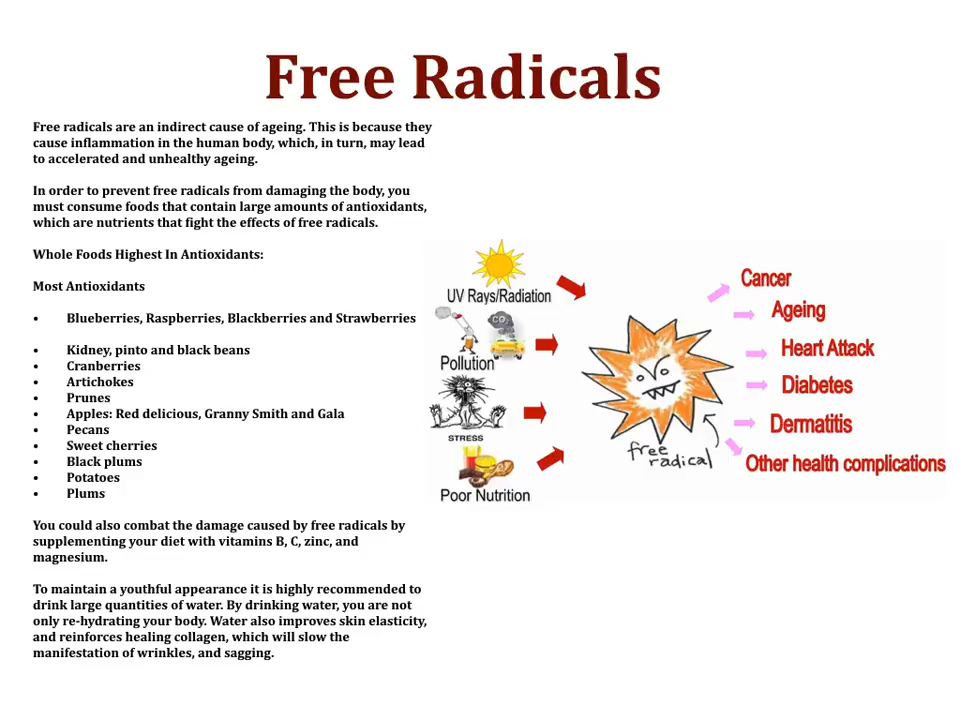 Free Radicals
Free radicals are an indirect cause of ageing. This is because they
cause inflammation in the human body, which, in turn, may lead
to accelerated and unhealthy ageing.
In order to prevent free radicals from damaging the body, you
must consume foods that contain large amounts of antioxidants,
which are nutrients that fight the effects of free radicals.
Whole Foods Highest In Antioxidants:
Most Antioxidants
• Blueberries, Raspberries, Blackberries and Strawberries
• Kidney, pinto and black beans
• Cranberries
• Artichokes
• Prunes
• Apples: Red delicious, Granny Smith and Gala
• Pecans
• Sweet cherries
• Black plums
• Potatoes
• Plums
You could also combat the damage caused by free radicals by
supplementing your diet with vitamins B, C, zinc, and
magnesium.
To maintain a youthful appearance it is highly recommended to
drink large quantities of water. By drinking water, you are not
only re-hydrating your body. Water also improves skin elasticity,
and reinforces healing collagen, which will slow the
manifestation of wrinkles, and sagging.
UV Rays/Radiation
Pollution
STRESS
Poor Nutrition
free
radical
Cancer
Ageing
Heart Attack
Diabetes
Dermatitis
Other health complications